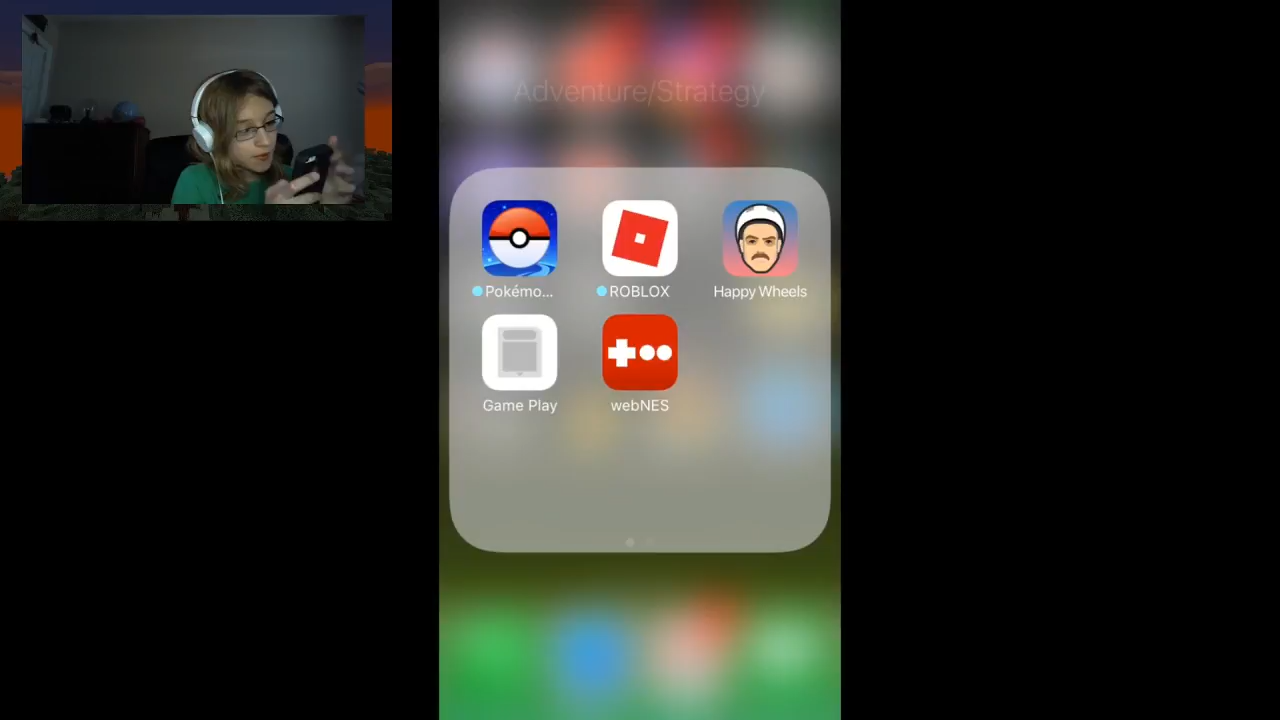 Adventure/Strategy
Pokémo...
ROBLOX
Happy Wheels
Game Play
webNES